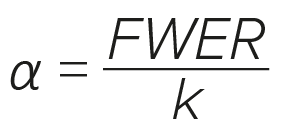 α = FWER / k